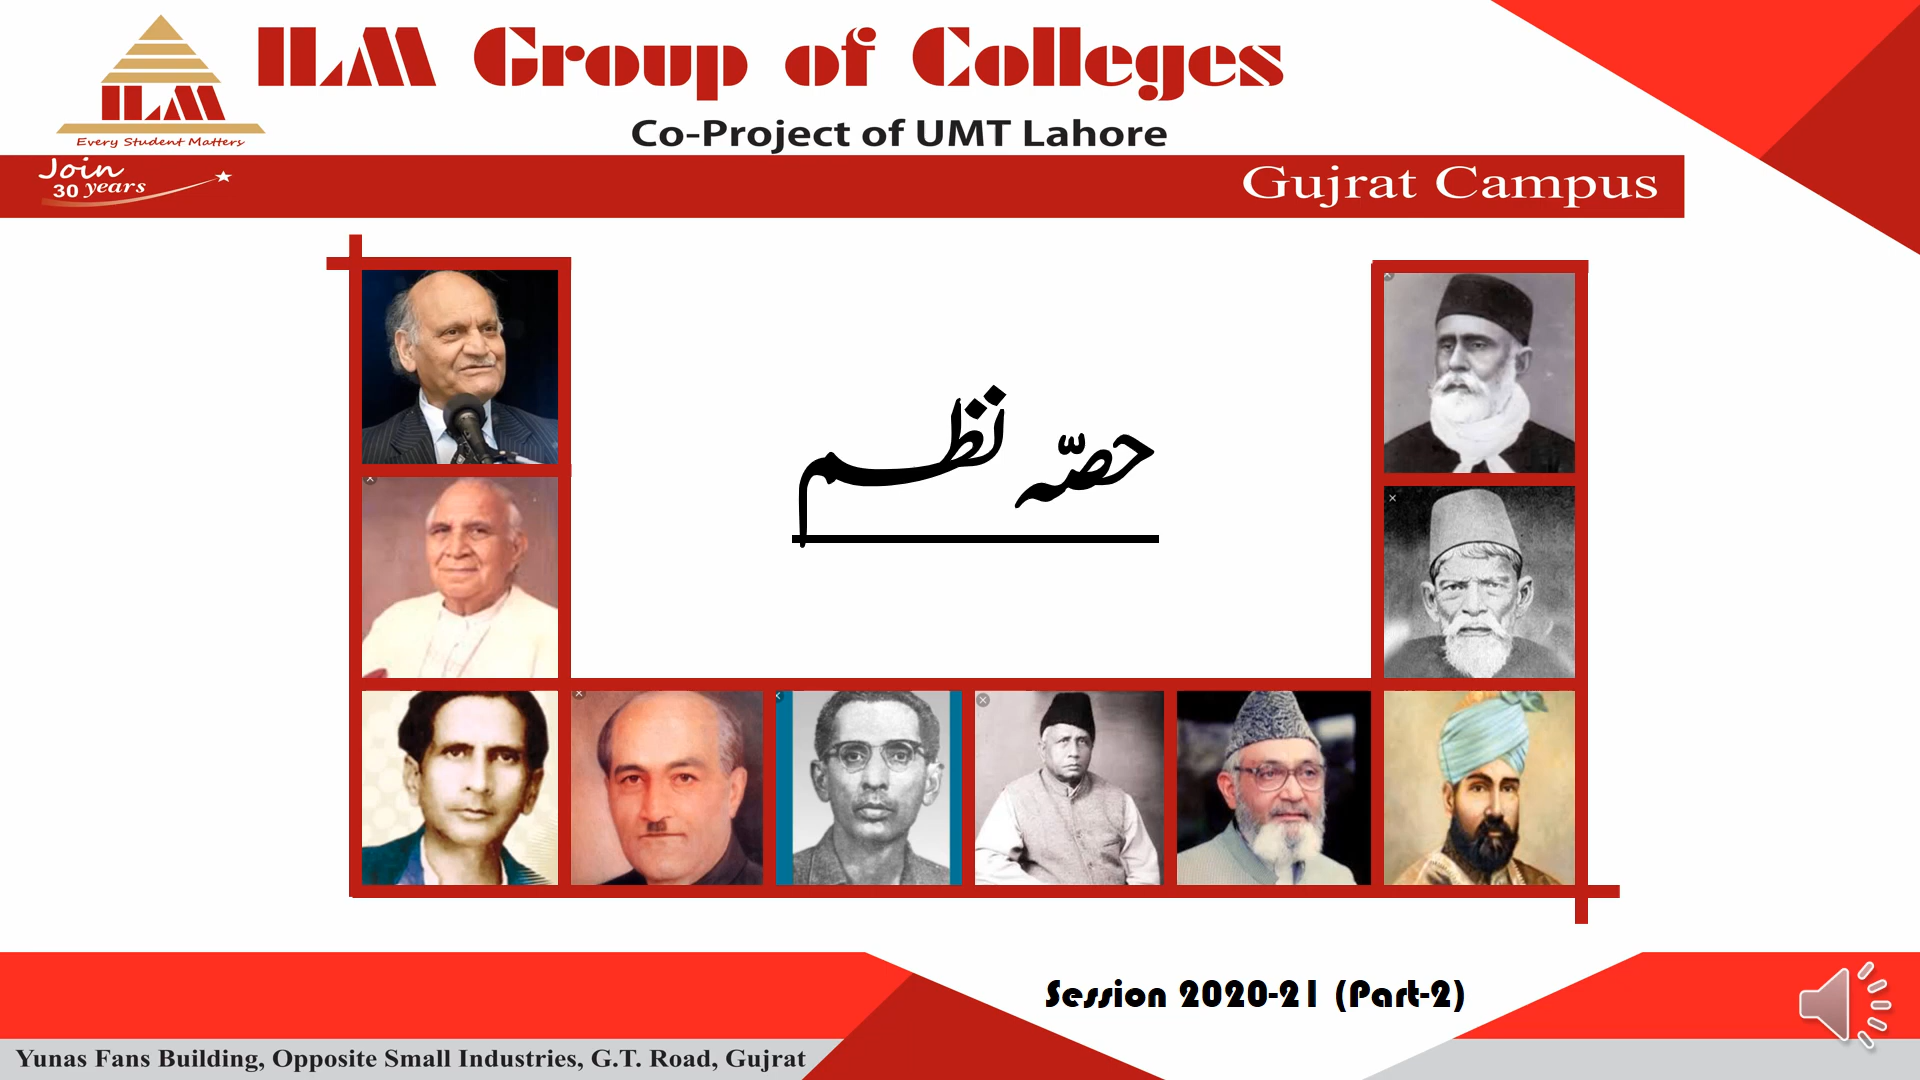 ILM Group of Colleges
ILM
Every Student Matters
Co-Project of UMT Lahore
Join
30 years
Gujrat Campus
حصّہ نظم
Session 2020-21 (Part-2)
Yunas Fans Building, Opposite Small Industries, G.T. Road, Gujrat